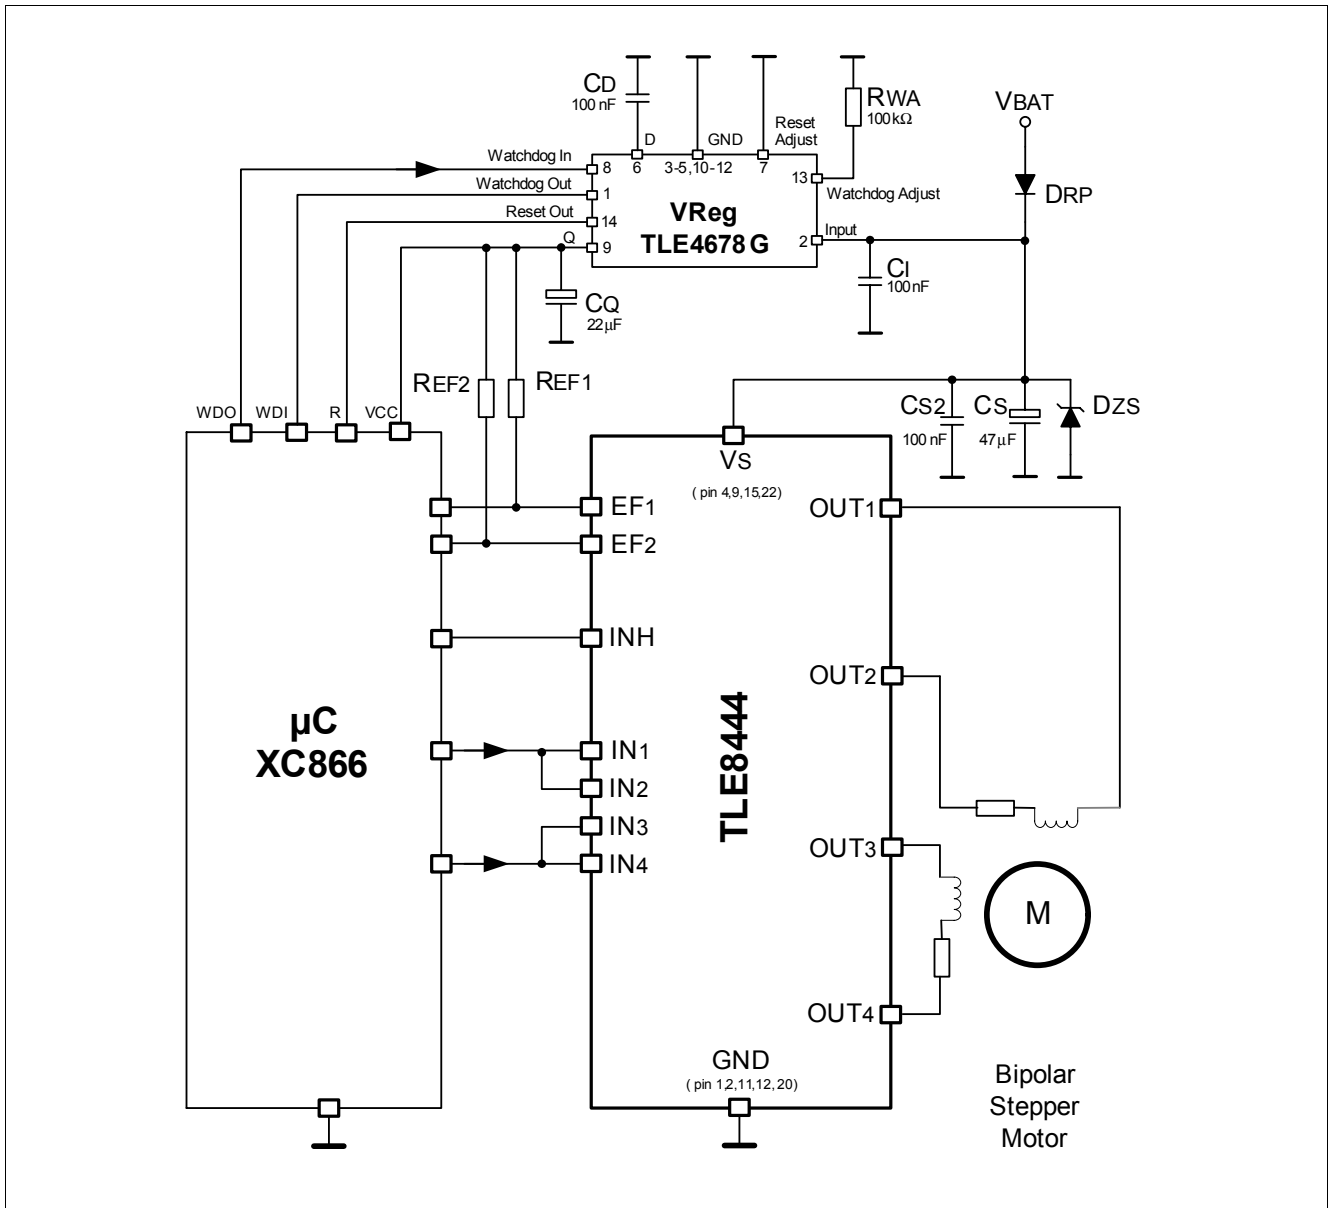 CD
100 nF
RWA
100kΩ
VBAT
D
GND
Reset
Adjust
Watchdog In
8
6
3-5,10-12
7
13
Watchdog Out
1
Watchdog Adjust
DRP
Reset Out
14
VReg
TLE4678 G
Q
9
2
Input
CI
100nF
CQ
22µF
REF2
REF1
WDO
WDI
R
VCC
CS2
100 nF
CS
47µF
DZS
VS
( pin 4,9,15,22)
EF1
OUT1
EF2
INH
OUT2
µC
XC866
IN1
IN2
IN3
IN4
TLE8444
OUT3
M
OUT4
GND
( pin 1,2,11,12, 20)
Bipolar
Stepper
Motor